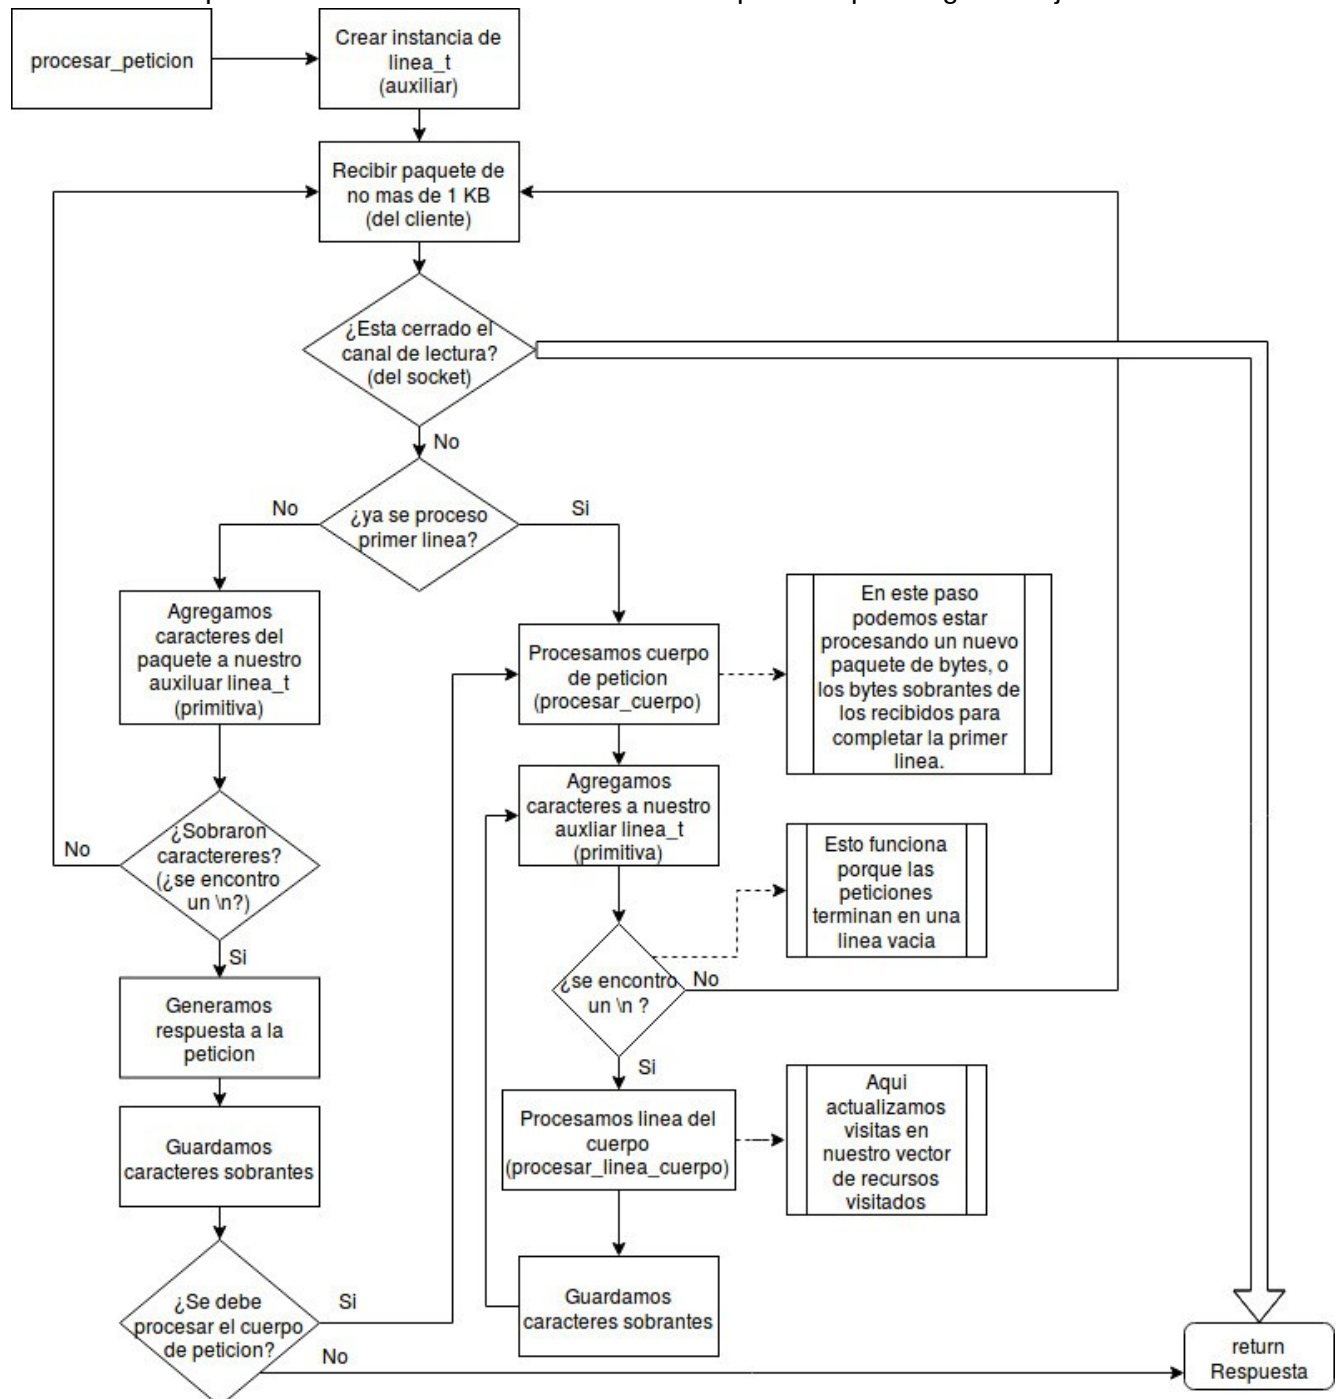 procesar_peticion
Crear instancia de
linea_t
(auxiliar)
Recibir paquete de
no mas de 1 KB
(del cliente)
¿Esta cerrado el
canal de lectura?
(del socket)
No
¿ya se proceso
primer linea?
No
Si
Agregamos
caracteres del
paquete a nuestro
auxiluar linea_t
(primitiva)
Procesamos cuerpo
de peticion
(procesar_cuerpo)
En este paso
podemos estar
procesando un nuevo
paquete de bytes, o
los bytes sobrantes de
los recibidos para
completar la primer
linea.
Agregamos
caracteres a nuestro
auxliar linea_t
(primitiva)
¿Sobraron
caractereres?
(¿se encontro
un \n?)
No
Si
Esto funciona
porque las
peticiones
terminan en una
linea vacia
¿se encontro
un \n ?
No
Si
Generamos
respuesta a la
peticion
Procesamos linea del
cuerpo
(procesar_linea_cuerpo)
Aqui
actualizamos
visitas en
nuestro vector
de recursos
visitados
Guardamos
caracteres sobrantes
Guardamos
caracteres sobrantes
¿Se debe
procesar el cuerpo
de peticion?
Si
No
return
Respuesta